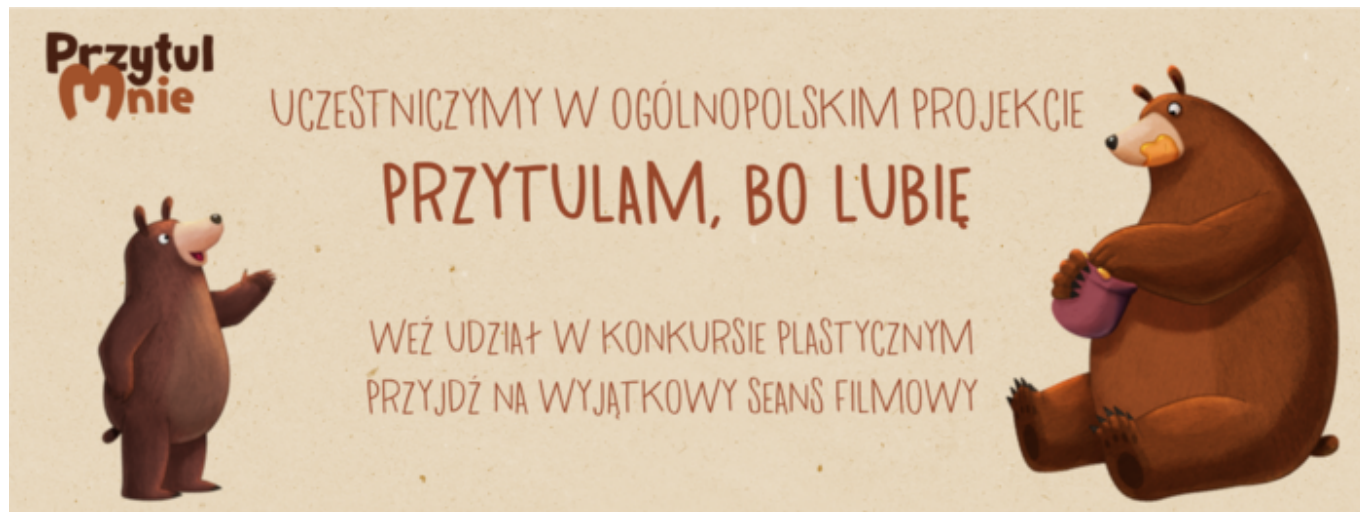 Przytul
Mnie
UCZESTNICZYMY W OGÓLNOPOLSKIM PROJEKCIE
PRZYTULAM, BO LUBIĘ
WEŹ UDZIAŁ W KONKURSIE PLASTYCZNYM
PRZYJDŹ NA WYJĄTKOWY SEANS FILMOWY